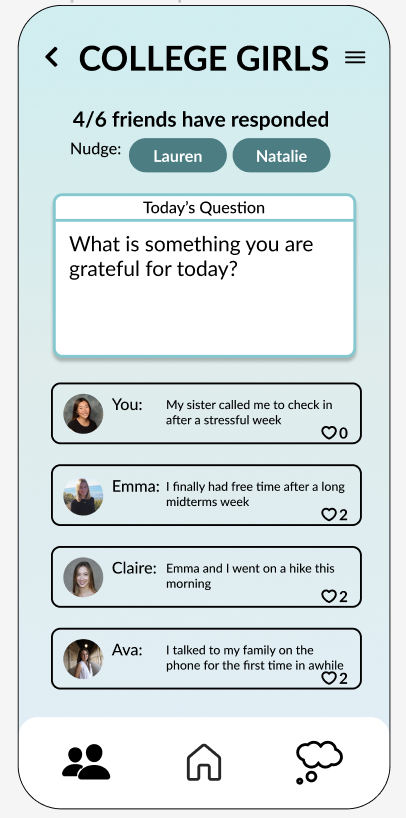 COLLEGE GIRLS
4/6 friends have responded
Nudge: Lauren Natalie
Today's Question
What is something you are
grateful for today?
You: My sister called me to check in
after a stressful week
0
Emma: I finally had free time after a long
midterms week
2
Claire: Emma and I went on a hike this
morning
2
Ava: I talked to my family on the
phone for the first time in awhile
2